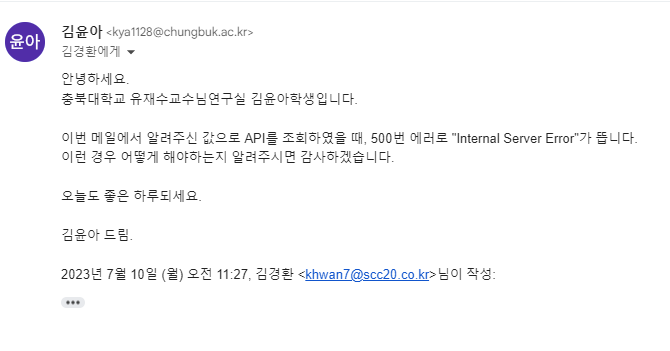 윤아
김윤아 <kya1128@chungbuk.ac.kr>
김경환에게
안녕하세요.
충북대학교 유재수교수님연구실 김윤아학생입니다.
이번 메일에서 알려주신 값으로 API를 조회하였을 때, 500번 에러로 "Internal Server Error"가 뜹니다.
이런 경우 어떻게 해야하는지 알려주시면 감사하겠습니다.
오늘도 좋은 하루되세요.
김윤아 드림.
2023년 7월 10일 (월) 오전 11:27, 김경환 <khwan7@scc20.co.kr>님이 작성: